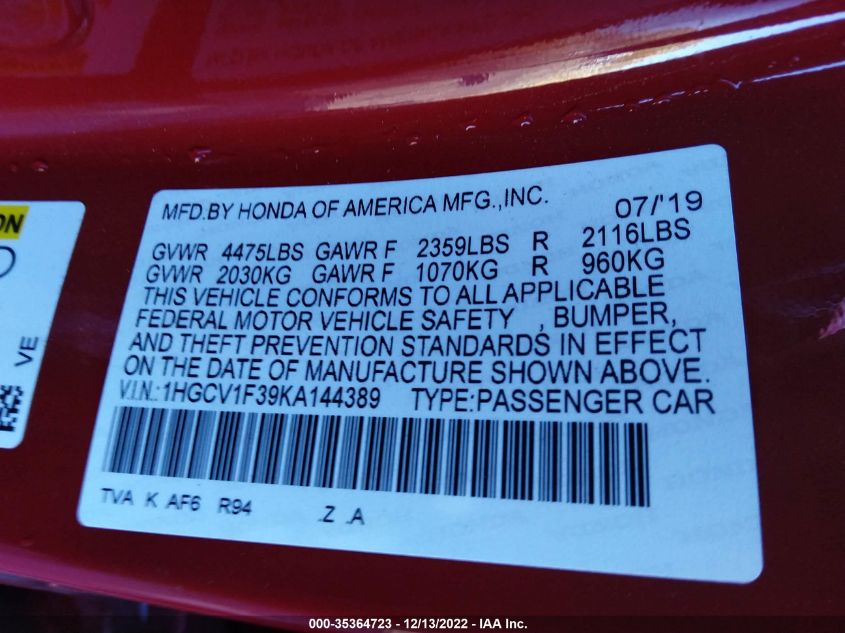 MFD.BY HONDA OF AMERICA MFG.,INC. 07/'19
GVWR 4475LBS GAWR F 2359LBS R 2116LBS
GVWR 2030KG GAWR F 1070KG R 960KG
THIS VEHICLE CONFORMS TO ALL APPLICABLE
FEDERAL MOTOR VEHICLE SAFETY , BUMPER,
AND THEFT PREVENTION STANDARDS IN EFFECT
ON THE DATE OF MANUFACTURE SHOWN ABOVE.
V.I.N.:1HGCV1F39KA144389 TYPE:PASSENGER CAR
TVA K AF6 R94 .Z .A
VE
000-35364723 - 12/13/2022 - IAA Inc.